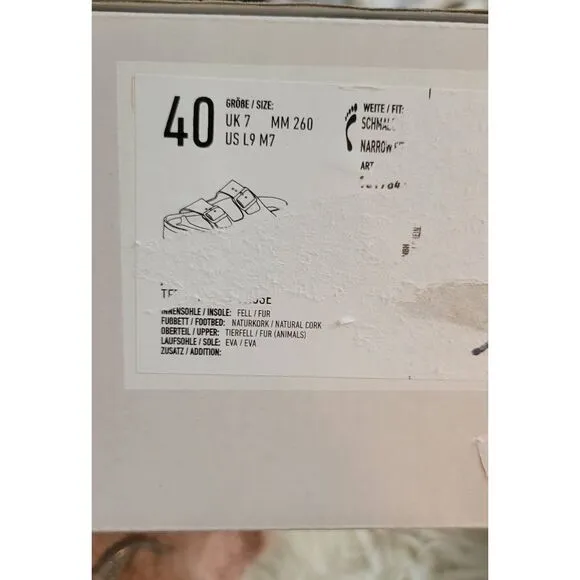 40
GRÖßE / SIZE:
UK 7 MM 260
US L9 M7
WEITE / FIT:
NARROW
ART
INNENSOHLE / INSOLE: FELL / FUR
FUßBETT / FOOTBED: NATURKORK / NATURAL CORK
OBERTEIL / UPPER: TIERFELL / FUR (ANIMALS)
LAUFSOHLE / SOLE: EVA / EVA
ZUSATZ / ADDITION: